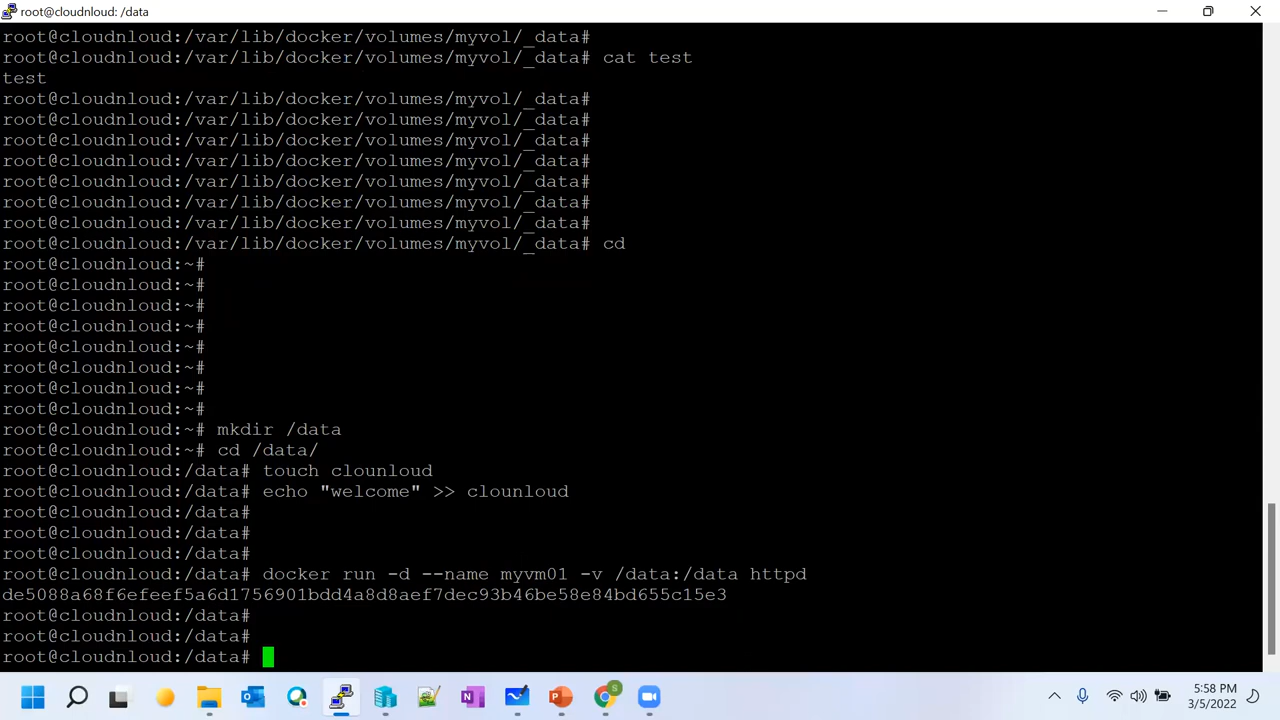 root@cloudnloud: /data
root@cloudnloud:/var/lib/docker/volumes/myvol/_data#
root@cloudnloud:/var/lib/docker/volumes/myvol/_data# cat test
test
root@cloudnloud:/var/lib/docker/volumes/myvol/_data#
root@cloudnloud:/var/lib/docker/volumes/myvol/_data#
root@cloudnloud:/var/lib/docker/volumes/myvol/_data#
root@cloudnloud:/var/lib/docker/volumes/myvol/_data#
root@cloudnloud:/var/lib/docker/volumes/myvol/_data#
root@cloudnloud:/var/lib/docker/volumes/myvol/_data#
root@cloudnloud:/var/lib/docker/volumes/myvol/_data#
root@cloudnloud:/var/lib/docker/volumes/myvol/_data# cd
root@cloudnloud:~#
root@cloudnloud:~#
root@cloudnloud:~#
root@cloudnloud:~#
root@cloudnloud:~#
root@cloudnloud:~#
root@cloudnloud:~#
root@cloudnloud:~#
root@cloudnloud:~# mkdir /data
root@cloudnloud:~# cd /data/
root@cloudnloud:/data# touch clounloud
root@cloudnloud:/data# echo "welcome" >> clounloud
root@cloudnloud:/data#
root@cloudnloud:/data#
root@cloudnloud:/data#
root@cloudnloud:/data# docker run -d --name myvm01 -v /data:/data httpd
de5088a68f6efeef5a6d1756901bdd4a8d8aef7dec93b46be58e84bd655c15e3
root@cloudnloud:/data#
root@cloudnloud:/data#
root@cloudnloud:/data#
5:58 PM
3/5/2022